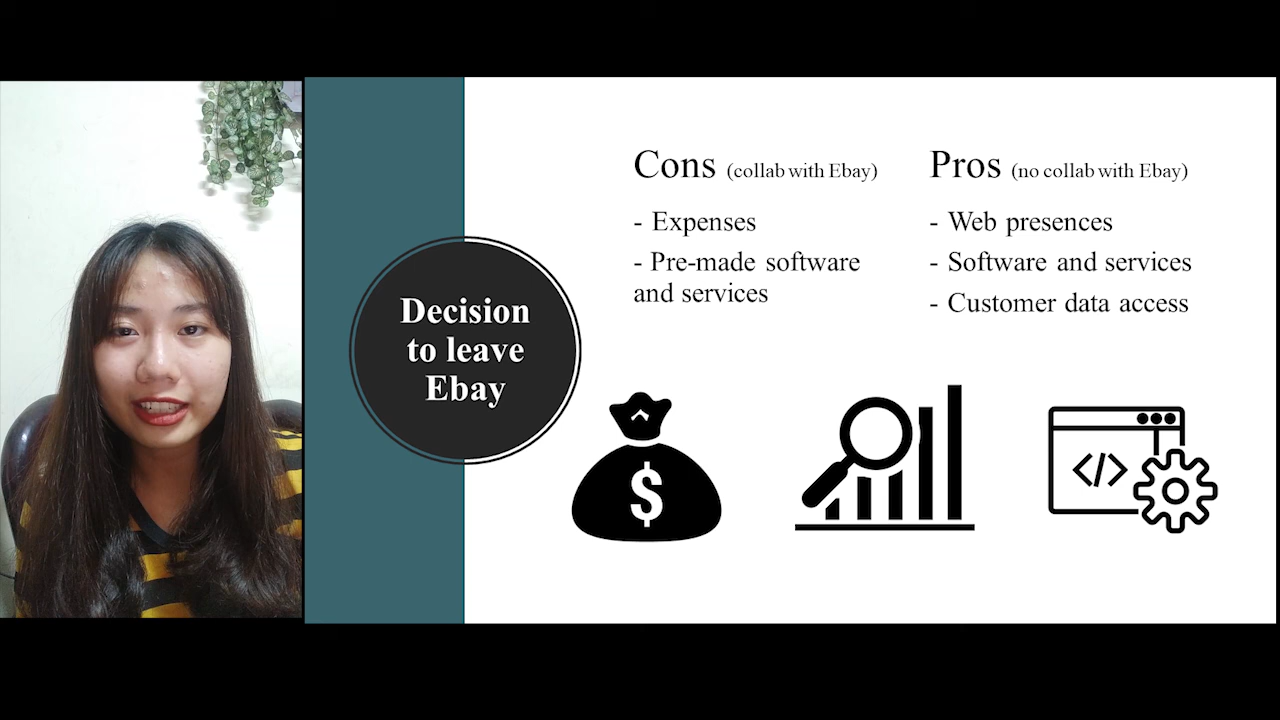 Decision
to leave
Ebay
Cons (collab with Ebay)
- Expenses
- Pre-made software
and services
Pros (no collab with Ebay)
- Web presences
- Software and services
- Customer data access
$
</>